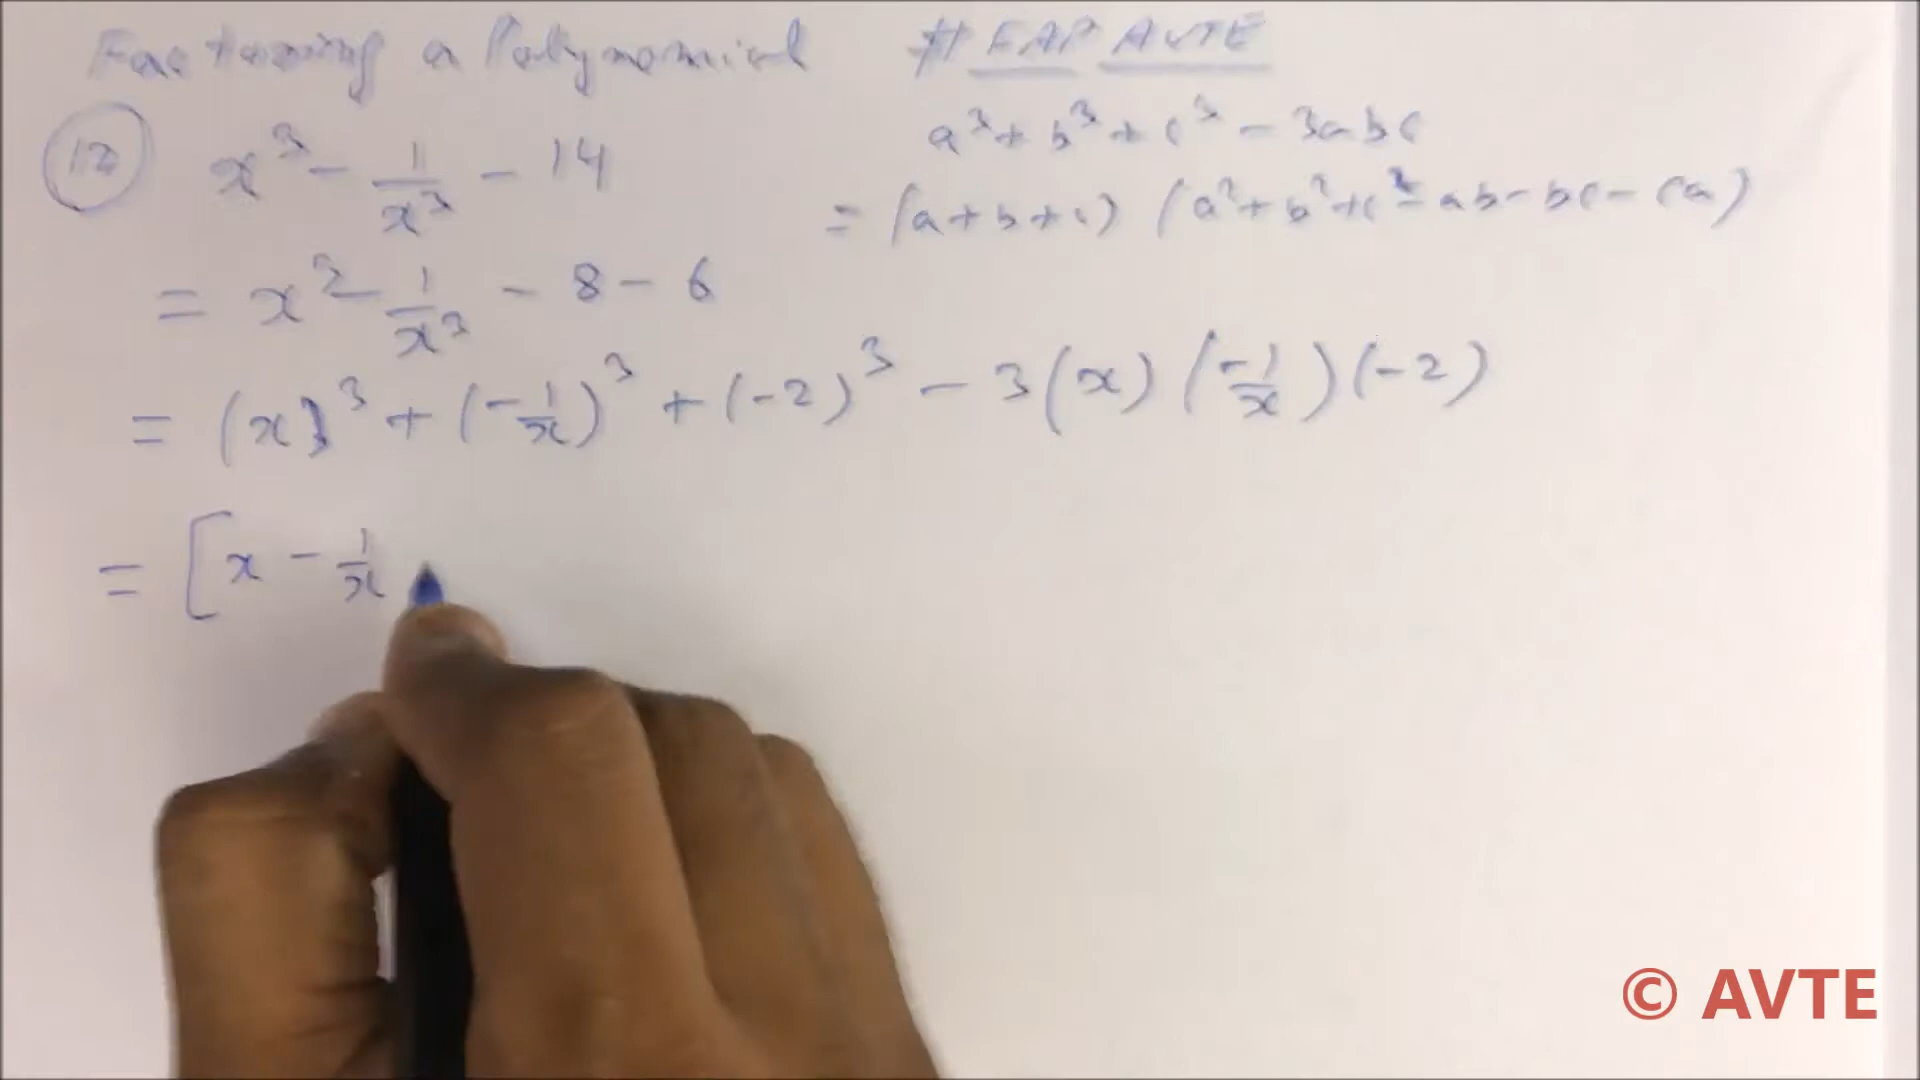 Factoring a Polynomial # FAP AVTE
(12) x³ - 1/x³ - 14
a³ + b³ + c³ - 3abc
= (a+b+c) (a²+b²+c²-ab-bc-ca)
= x³ - 1/x³ - 8 - 6
= (x)³ + (-1/x)³ + (-2)³ - 3(x)(-1/x)(-2)
= [x - 1/x
© AVTE